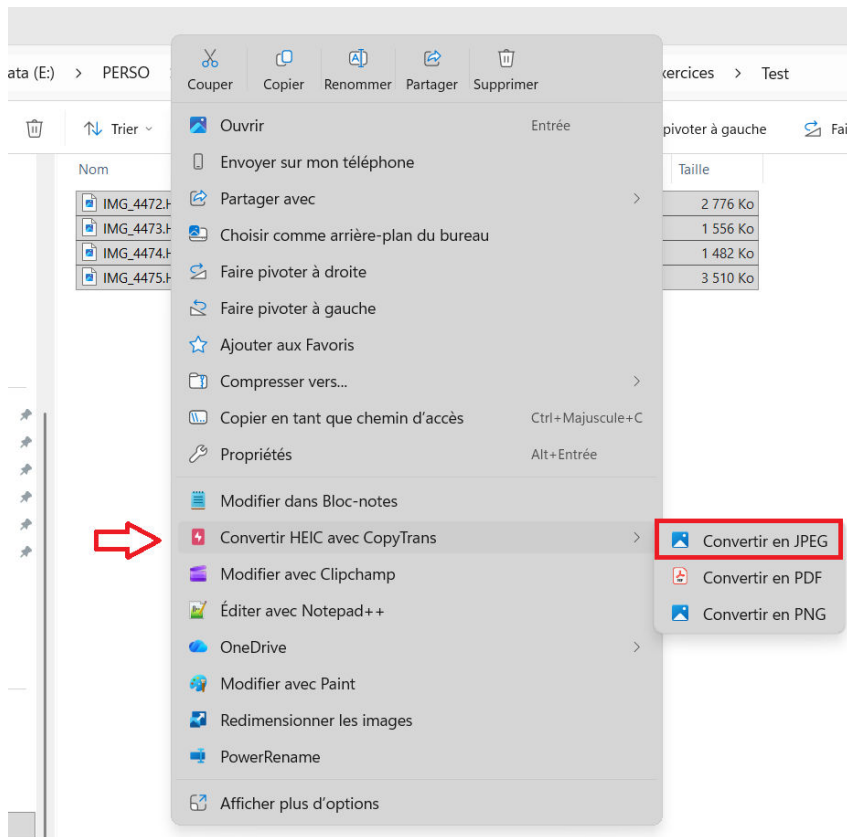 Couper Copier Renommer Partager Supprimer
ata (E:) > PERSO xercices > Test
Trier pivoter à gauche Fai
Nom Taille
IMG_4472.H 2 776 Ko
IMG_4473.H 1 556 Ko
IMG_4474.H 1 482 Ko
IMG_4475.H 3 510 Ko
Ouvrir Entrée
Envoyer sur mon téléphone
Partager avec
Choisir comme arrière-plan du bureau
Faire pivoter à droite
Faire pivoter à gauche
Ajouter aux Favoris
Compresser vers...
Copier en tant que chemin d'accès Ctrl+Majuscule+C
Propriétés Alt+Entrée
Modifier dans Bloc-notes
Convertir HEIC avec CopyTrans
Convertir en JPEG
Convertir en PDF
Convertir en PNG
Modifier avec Clipchamp
Éditer avec Notepad++
OneDrive
Modifier avec Paint
Redimensionner les images
PowerRename
Afficher plus d'options